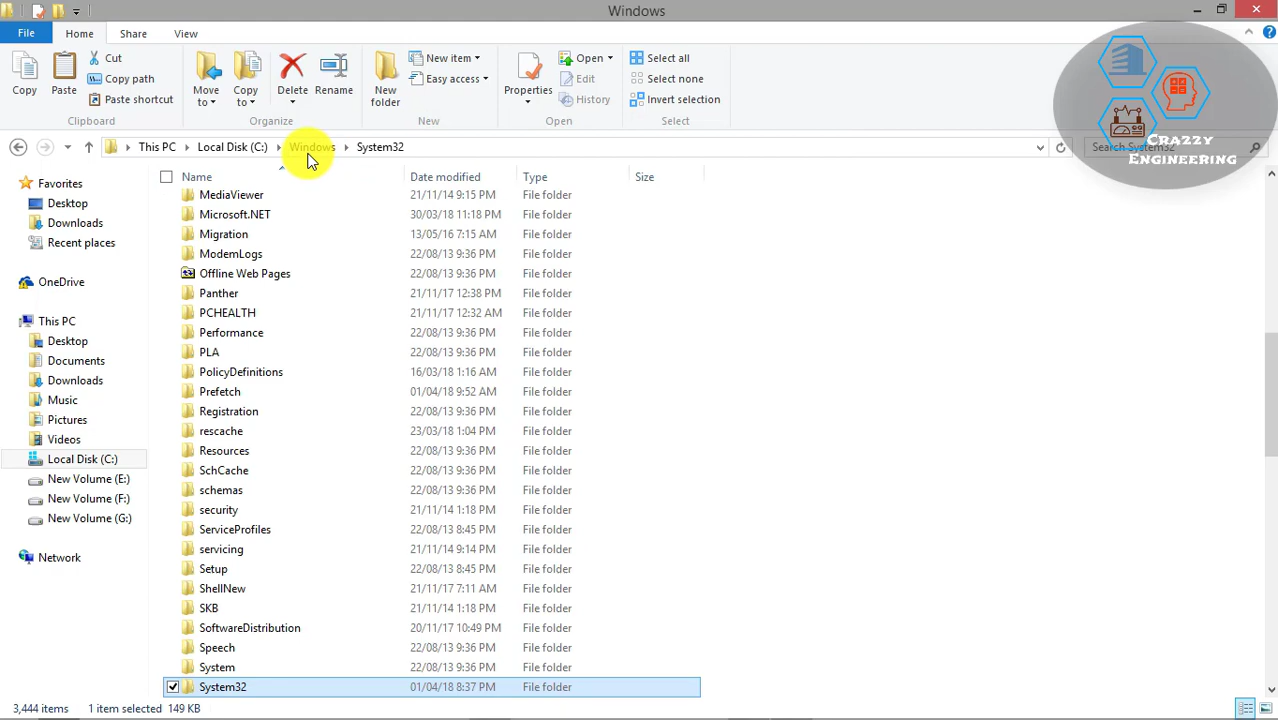 Windows
File Home Share View
Copy
Paste
Cut
Copy path
Paste shortcut
Clipboard
Move to
Copy to
Delete
Rename
Organize
New folder
New item
Easy access
New
Properties
Open
Edit
History
Open
Select all
Select none
Invert selection
Select
This PC Local Disk (C:) Windows System32
Search System32
Crazzy
Engineering
Favorites
Desktop
Downloads
Recent places
OneDrive
This PC
Desktop
Documents
Downloads
Music
Pictures
Videos
Local Disk (C:)
New Volume (E:)
New Volume (F:)
New Volume (G:)
Network
Name Date modified Type Size
MediaViewer 21/11/14 9:15 PM File folder
Microsoft.NET 30/03/18 11:18 PM File folder
Migration 13/05/16 7:15 AM File folder
ModemLogs 22/08/13 9:36 PM File folder
Offline Web Pages 22/08/13 9:36 PM File folder
Panther 21/11/17 12:38 PM File folder
PCHEALTH 21/11/17 12:32 AM File folder
Performance 22/08/13 9:36 PM File folder
PLA 22/08/13 9:36 PM File folder
PolicyDefinitions 16/03/18 1:16 AM File folder
Prefetch 01/04/18 9:52 AM File folder
Registration 22/08/13 9:36 PM File folder
rescache 23/03/18 1:04 PM File folder
Resources 22/08/13 9:36 PM File folder
SchCache 22/08/13 9:36 PM File folder
schemas 22/08/13 9:36 PM File folder
security 21/11/14 1:18 PM File folder
ServiceProfiles 22/08/13 8:45 PM File folder
servicing 21/11/14 9:14 PM File folder
Setup 22/08/13 8:45 PM File folder
ShellNew 21/11/17 7:11 AM File folder
SKB 21/11/14 1:18 PM File folder
SoftwareDistribution 20/11/17 10:49 PM File folder
Speech 22/08/13 9:36 PM File folder
System 22/08/13 9:36 PM File folder
System32 01/04/18 8:37 PM File folder
3,444 items 1 item selected 149 KB